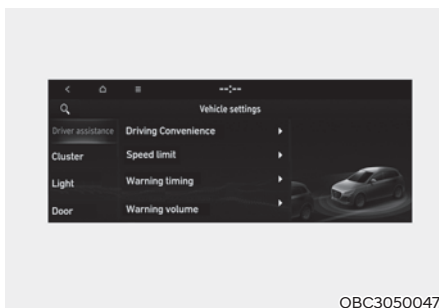 --:--
Vehicle settings
Driver assistance
Driving Convenience
Cluster
Speed limit
Light
Warning timing
Door
Warning volume
OBC3050047